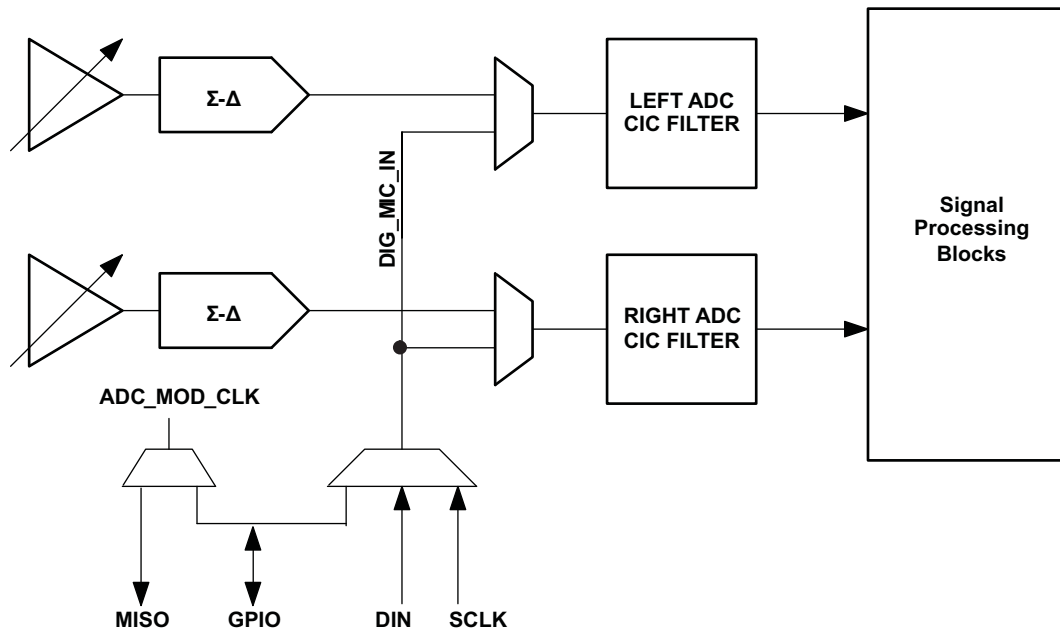 Σ-Δ
LEFT ADC
CIC FILTER
DIG_MIC_IN
Signal
Processing
Blocks
Σ-Δ
RIGHT ADC
CIC FILTER
ADC_MOD_CLK
MISO
GPIO
DIN
SCLK